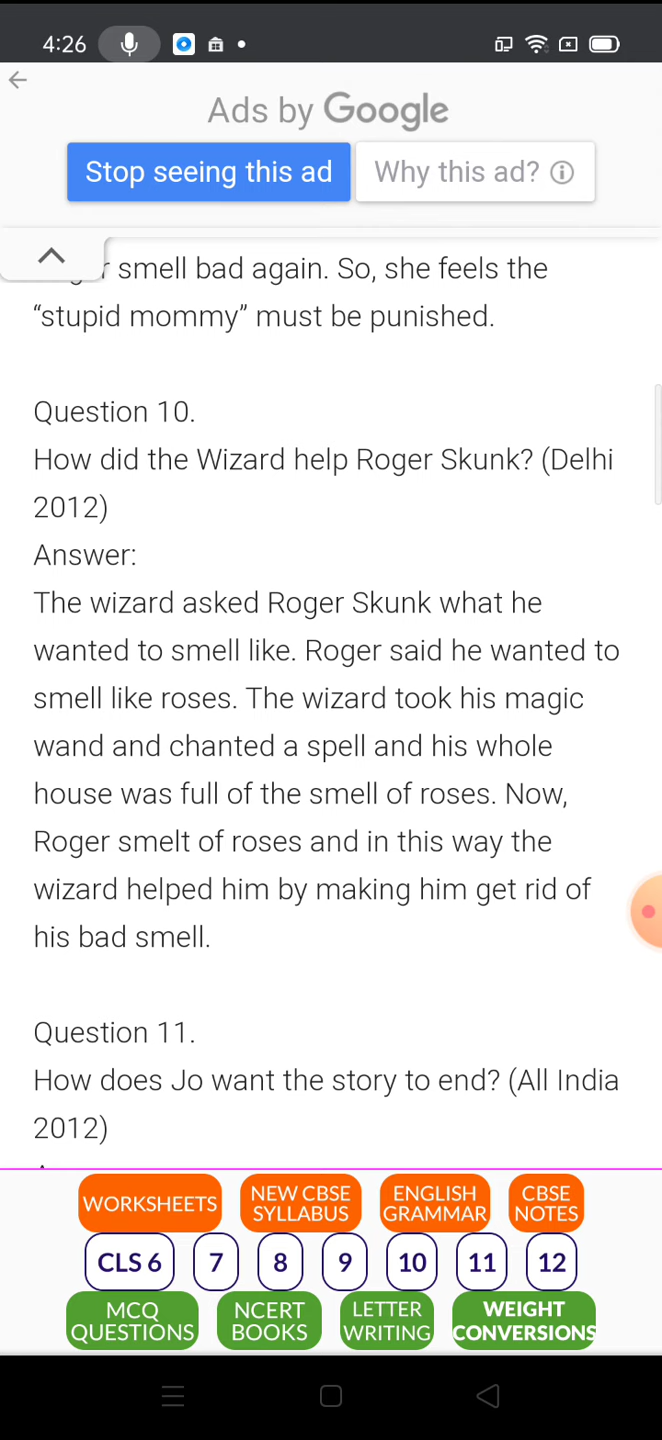 4:26
Ads by Google
Stop seeing this ad
Why this ad?
smell bad again. So, she feels the
“stupid mommy” must be punished.
Question 10.
How did the Wizard help Roger Skunk? (Delhi
2012)
Answer:
The wizard asked Roger Skunk what he
wanted to smell like. Roger said he wanted to
smell like roses. The wizard took his magic
wand and chanted a spell and his whole
house was full of the smell of roses. Now,
Roger smelt of roses and in this way the
wizard helped him by making him get rid of
his bad smell.
Question 11.
How does Jo want the story to end? (All India
2012)
WORKSHEETS
NEW CBSE
SYLLABUS
ENGLISH
GRAMMAR
CBSE
NOTES
CLS 6 7 8 9 10 11 12
MCQ
QUESTIONS
NCERT
BOOKS
LETTER
WRITING
WEIGHT
CONVERSIONS